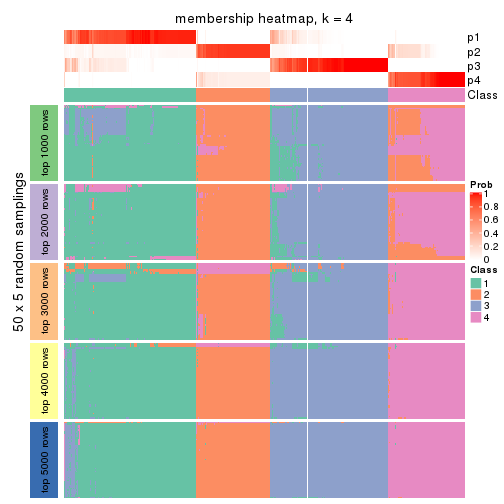 membership heatmap, k = 4
p1
p2
p3
p4
Class
50 x 5 random samplings
top 1000 rows
top 2000 rows
top 3000 rows
top 4000 rows
top 5000 rows
Prob
1
0.8
0.6
0.4
0.2
0
Class
1
2
3
4